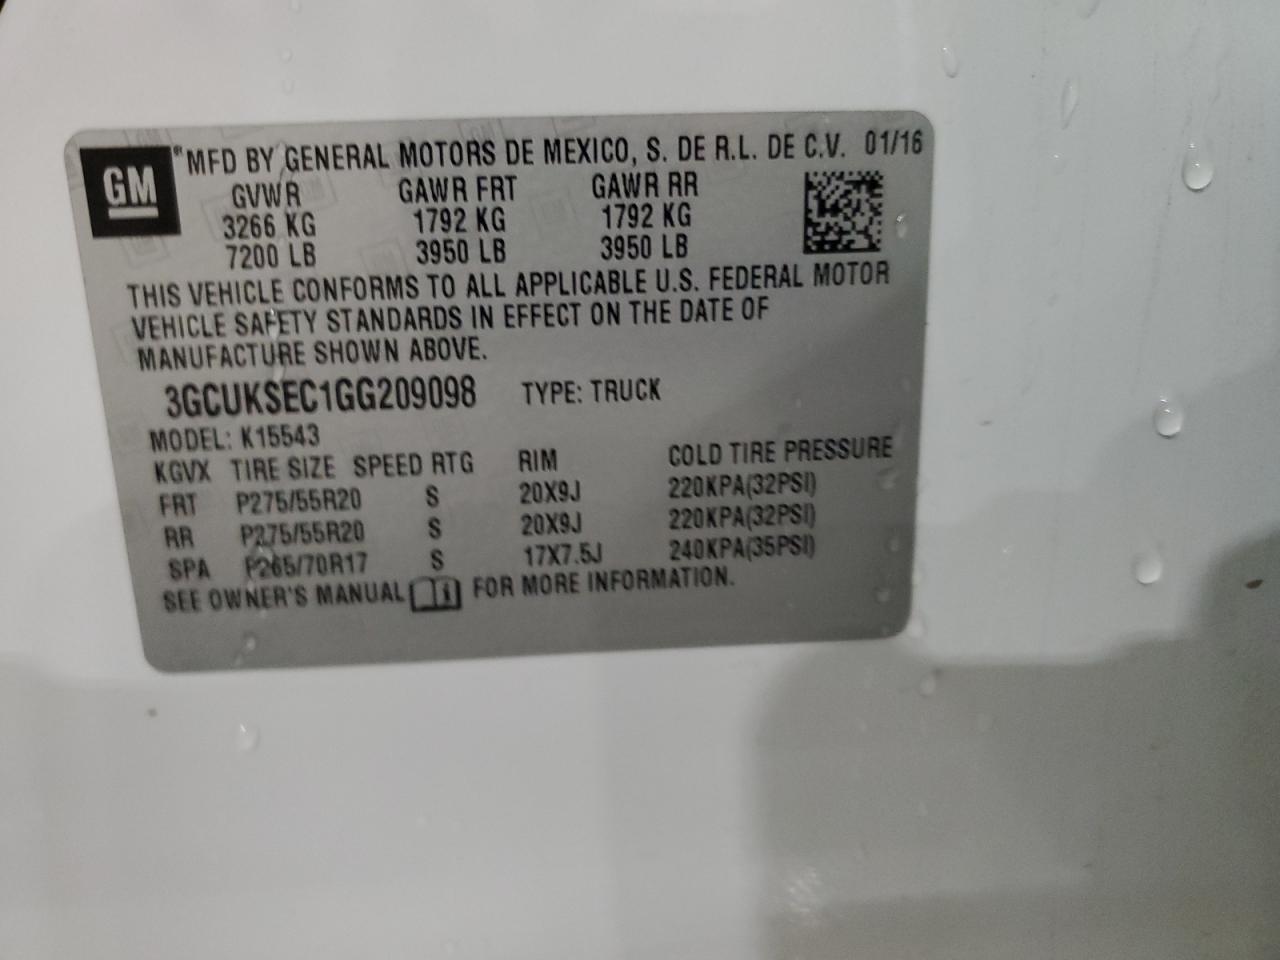 GM ® MFD BY GENERAL MOTORS DE MEXICO, S. DE R.L. DE C.V. 01/16
GVWR GAWR FRT GAWR RR
3266 KG 1792 KG 1792 KG
7200 LB 3950 LB 3950 LB
THIS VEHICLE CONFORMS TO ALL APPLICABLE U.S. FEDERAL MOTOR
VEHICLE SAFETY STANDARDS IN EFFECT ON THE DATE OF
MANUFACTURE SHOWN ABOVE.
3GCUKSEC1GG209098 TYPE: TRUCK
MODEL: K15543
KGVX TIRE SIZE SPEED RTG RIM COLD TIRE PRESSURE
FRT P275/55R20 S 20X9J 220KPA(32PSI)
RR P275/55R20 S 20X9J 220KPA(32PSI)
SPA P265/70R17 S 17X7.5J 240KPA(35PSI)
SEE OWNER'S MANUAL FOR MORE INFORMATION.